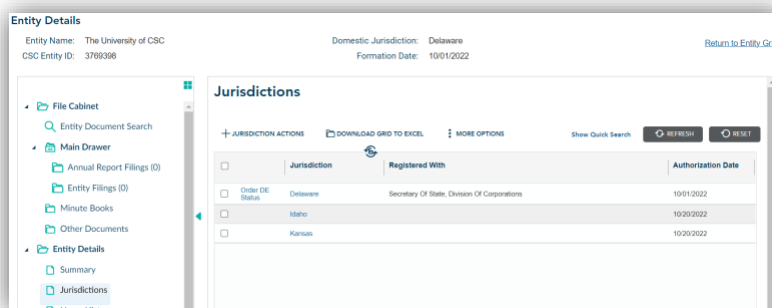 Entity Details
Entity Name: The University of CSC Domestic Jurisdiction: Delaware
CSC Entity ID: 3769398 Formation Date: 10/01/2022
Return to Entity
File Cabinet
Entity Document Search
Main Drawer
Annual Report Filings (0)
Entity Filings (0)
Minute Books
Other Documents
Entity Details
Summary
Jurisdictions
Jurisdictions
JURISDICTION ACTIONS DOWNLOAD GRID TO EXCEL MORE OPTIONS Show Quick Search REFRESH RESET
Jurisdiction Registered With Authorization Date
Order DE Status Delaware Secretary Of State, Division Of Corporations 10/01/2022
Idaho 10/20/2022
Kansas 10/20/2022